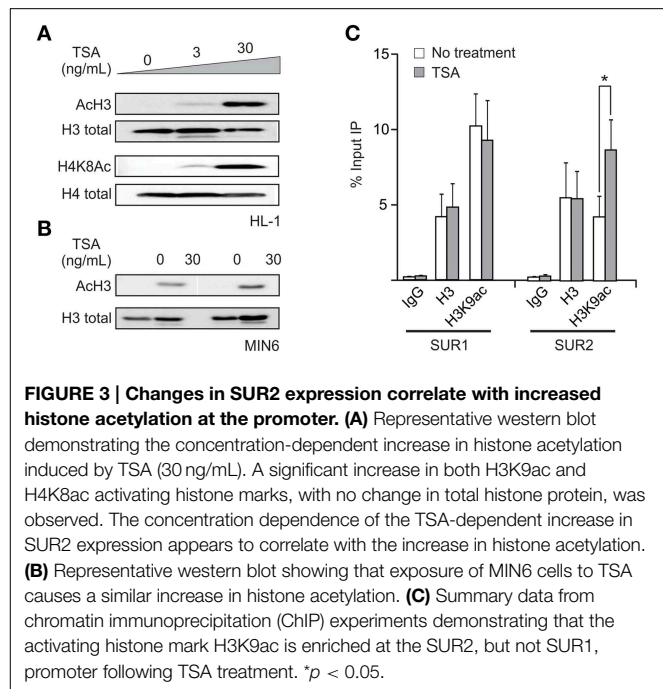 A
TSA
(ng/mL)
0 3 30
AcH3
H3 total
H4K8Ac
H4 total
HL-1
B
TSA
(ng/mL)
0 30 0 30
AcH3
H3 total
MIN6
C
No treatment
TSA
*
% Input IP
15
10
5
IgG
H3
H3K9ac
IgG
H3
H3K9ac
SUR1
SUR2
FIGURE 3 | Changes in SUR2 expression correlate with increased
histone acetylation at the promoter. (A) Representative western blot
demonstrating the concentration-dependent increase in histone acetylation
induced by TSA (30 ng/mL). A significant increase in both H3K9ac and
H4K8ac activating histone marks, with no change in total histone protein, was
observed. The concentration dependence of the TSA-dependent increase in
SUR2 expression appears to correlate with the increase in histone acetylation.
(B) Representative western blot showing that exposure of MIN6 cells to TSA
causes a similar increase in histone acetylation. (C) Summary data from
chromatin immunoprecipitation (ChIP) experiments demonstrating that the
activating histone mark H3K9ac is enriched at the SUR2, but not SUR1,
promoter following TSA treatment. *p < 0.05.